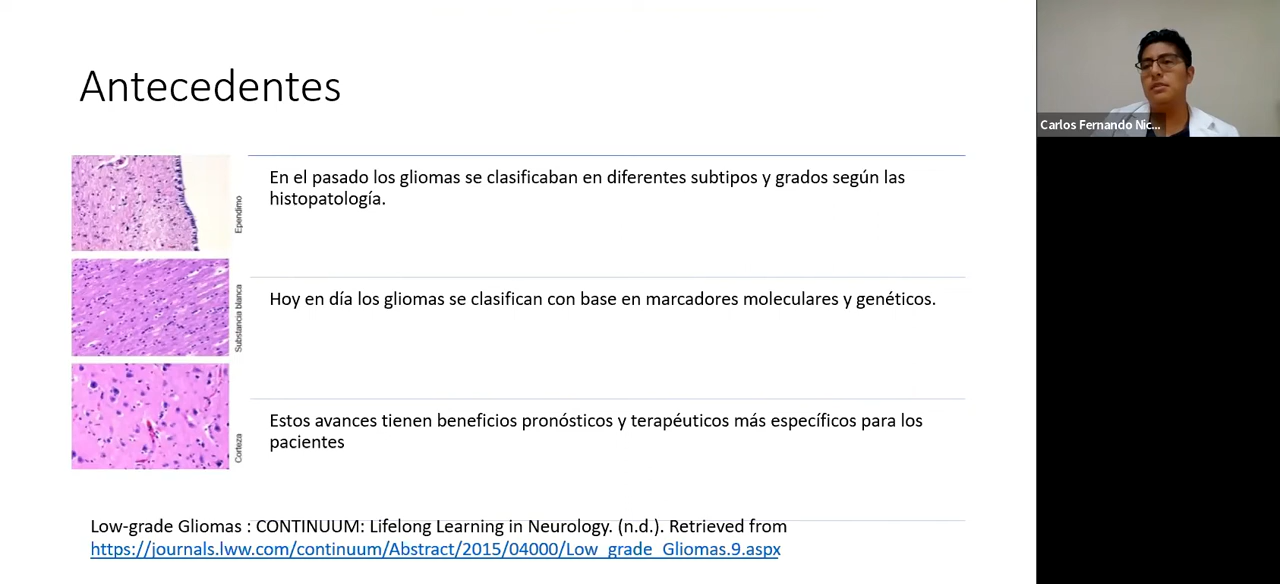 Antecedentes
Carlos Fernando Nic...
Ependimo
En el pasado los gliomas se clasificaban en diferentes subtipos y grados según las
histopatología.
Substancia blanca
Hoy en día los gliomas se clasifican con base en marcadores moleculares y genéticos.
Corteza
Estos avances tienen beneficios pronósticos y terapéuticos más específicos para los
pacientes
Low-grade Gliomas : CONTINUUM: Lifelong Learning in Neurology. (n.d.). Retrieved from
https://journals.lww.com/continuum/Abstract/2015/04000/Low_grade_Gliomas.9.aspx